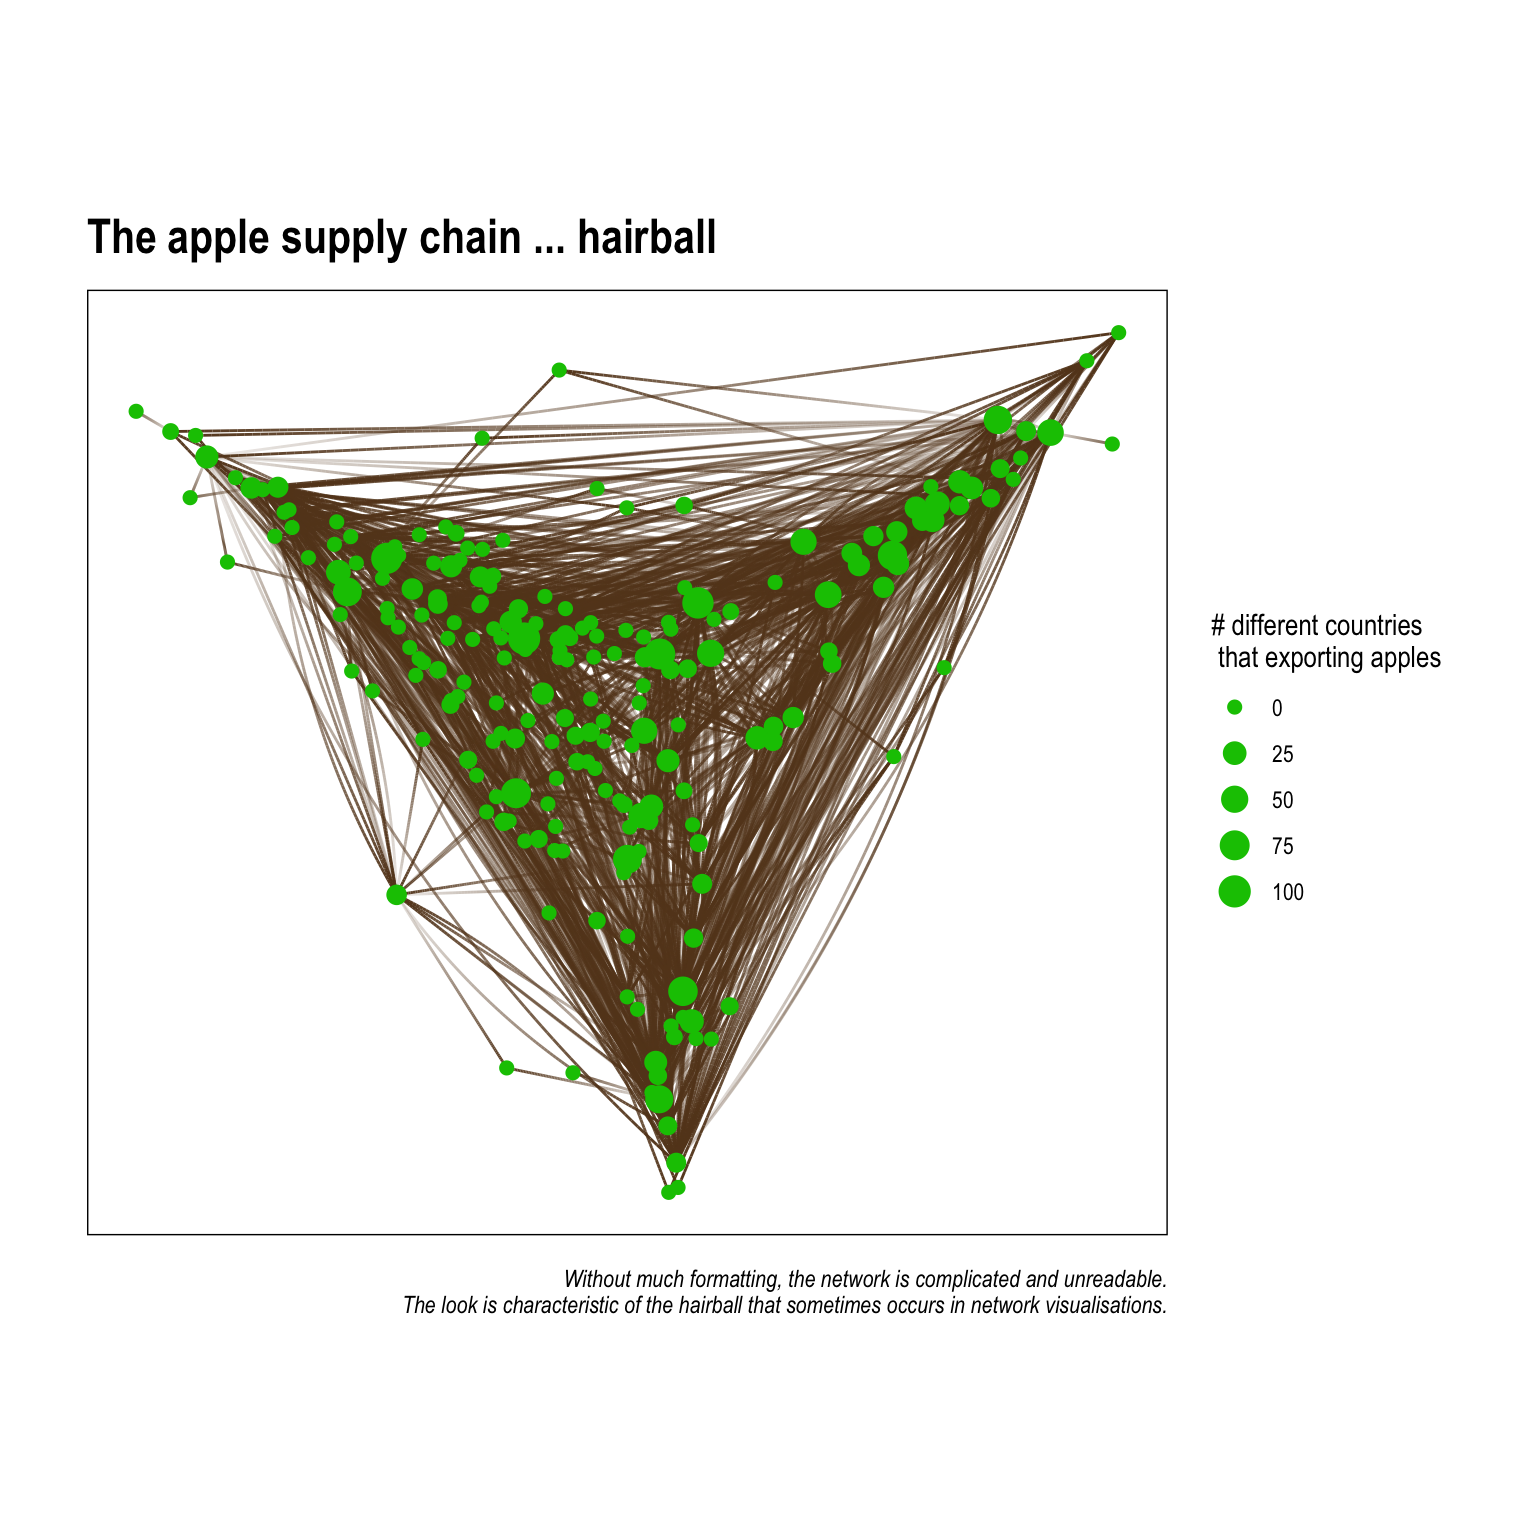 The apple supply chain ... hairball
# different countries
that exporting apples
0
25
50
75
100
Without much formatting, the network is complicated and unreadable.
The look is characteristic of the hairball that sometimes occurs in network visualisations.